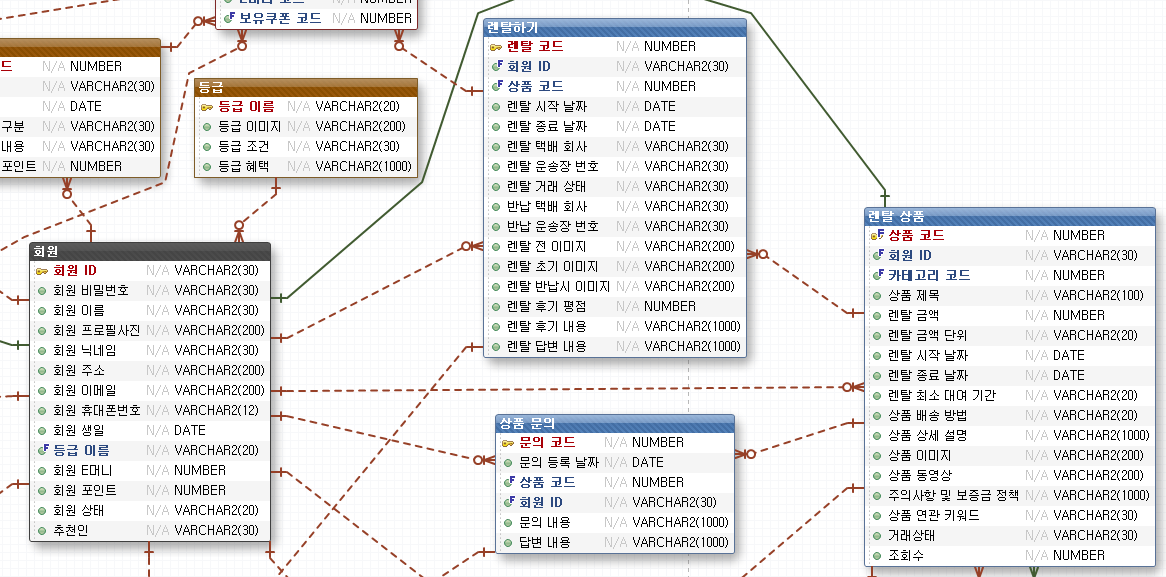 보유쿠폰 코드 N/A NUMBER
드 N/A NUMBER
N/A VARCHAR2(30)
N/A DATE
구분 N/A VARCHAR2(30)
내용 N/A VARCHAR2(30)
포인트 N/A NUMBER
등급
등급 이름 N/A VARCHAR2(20)
등급 이미지 N/A VARCHAR2(200)
등급 조건 N/A VARCHAR2(30)
등급 혜택 N/A VARCHAR2(1000)
렌탈하기
렌탈 코드 N/A NUMBER
회원 ID N/A VARCHAR2(30)
상품 코드 N/A NUMBER
렌탈 시작 날짜 N/A DATE
렌탈 종료 날짜 N/A DATE
렌탈 택배 회사 N/A VARCHAR2(30)
렌탈 운송장 번호 N/A VARCHAR2(30)
렌탈 거래 상태 N/A VARCHAR2(30)
반납 택배 회사 N/A VARCHAR2(30)
반납 운송장 번호 N/A VARCHAR2(30)
렌탈 전 이미지 N/A VARCHAR2(200)
렌탈 초기 이미지 N/A VARCHAR2(200)
렌탈 반납시 이미지 N/A VARCHAR2(200)
렌탈 후기 평점 N/A NUMBER
렌탈 후기 내용 N/A VARCHAR2(1000)
렌탈 답변 내용 N/A VARCHAR2(1000)
회원
회원 ID N/A VARCHAR2(30)
회원 비밀번호 N/A VARCHAR2(30)
회원 이름 N/A VARCHAR2(30)
회원 프로필사진 N/A VARCHAR2(200)
회원 닉네임 N/A VARCHAR2(30)
회원 주소 N/A VARCHAR2(200)
회원 이메일 N/A VARCHAR2(200)
회원 휴대폰번호 N/A VARCHAR2(12)
회원 생일 N/A DATE
등급 이름 N/A VARCHAR2(20)
회원 E머니 N/A NUMBER
회원 포인트 N/A NUMBER
회원 상태 N/A VARCHAR2(20)
추천인 N/A VARCHAR2(30)
상품 문의
문의 코드 N/A NUMBER
문의 등록 날짜 N/A DATE
상품 코드 N/A NUMBER
회원 ID N/A VARCHAR2(30)
문의 내용 N/A VARCHAR2(1000)
답변 내용 N/A VARCHAR2(1000)
렌탈 상품
상품 코드 N/A NUMBER
회원 ID N/A VARCHAR2(30)
카테고리 코드 N/A NUMBER
상품 제목 N/A VARCHAR2(100)
렌탈 금액 N/A NUMBER
렌탈 금액 단위 N/A VARCHAR2(20)
렌탈 시작 날짜 N/A DATE
렌탈 종료 날짜 N/A DATE
렌탈 최소 대여 기간 N/A VARCHAR2(20)
상품 배송 방법 N/A VARCHAR2(20)
상품 상세 설명 N/A VARCHAR2(1000)
상품 이미지 N/A VARCHAR2(200)
상품 동영상 N/A VARCHAR2(200)
주의사항 및 보증금 정책 N/A VARCHAR2(1000)
상품 연관 키워드 N/A VARCHAR2(30)
거래상태 N/A VARCHAR2(30)
조회수 N/A NUMBER